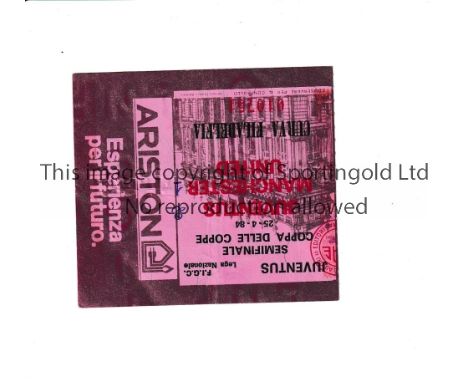 F.I.G.C.
Lega Nazionale
JUVENTUS
SEMIFINALE
COPPA DELLE COPPE
25-4-84
JUVENTUS
MANCHESTER
UNITED
CURVA FILADELFIA
ARISTON
Esperienza
per il futuro.
This image copyright of Sportingold Ltd
No reproduction allowed